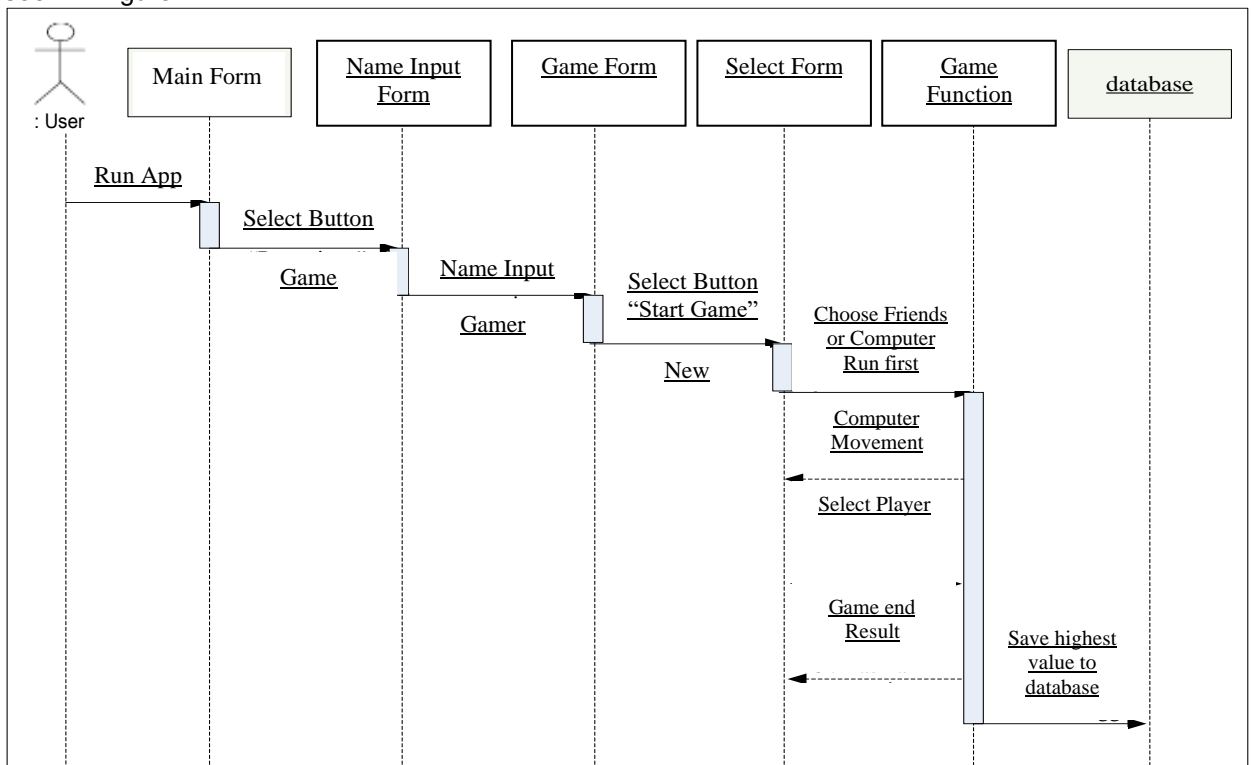 : User
Main Form
Name Input
Form
Game Form
Select Form
Game
Function
database
Run App
Select Button
Game
Name Input
Gamer
Select Button
“Start Game”
New
Choose Friends
or Computer
Run first
Computer
Movement
Select Player
Game end
Result
Save highest
value to
database